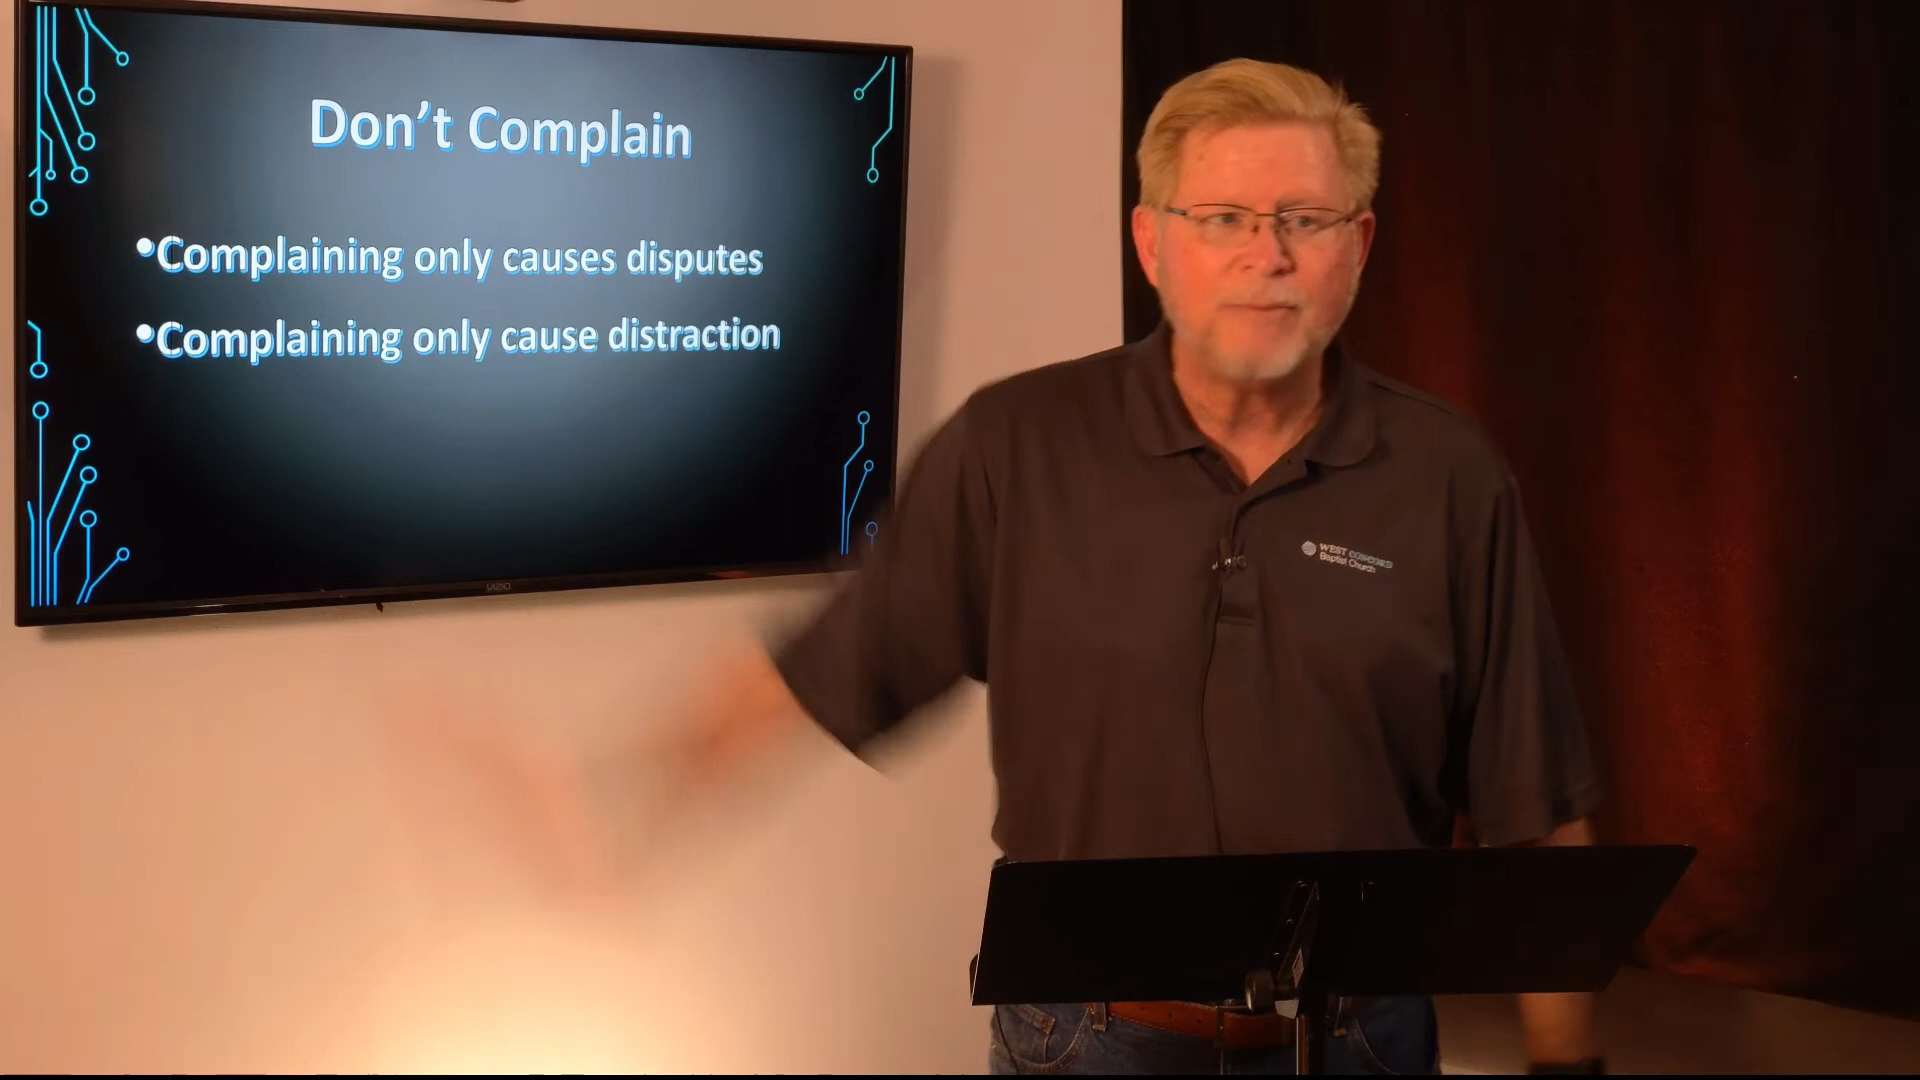 Don't Complain
•Complaining only causes disputes
•Complaining only cause distraction
VIZIO
WEST CONCORD
Baptist Church